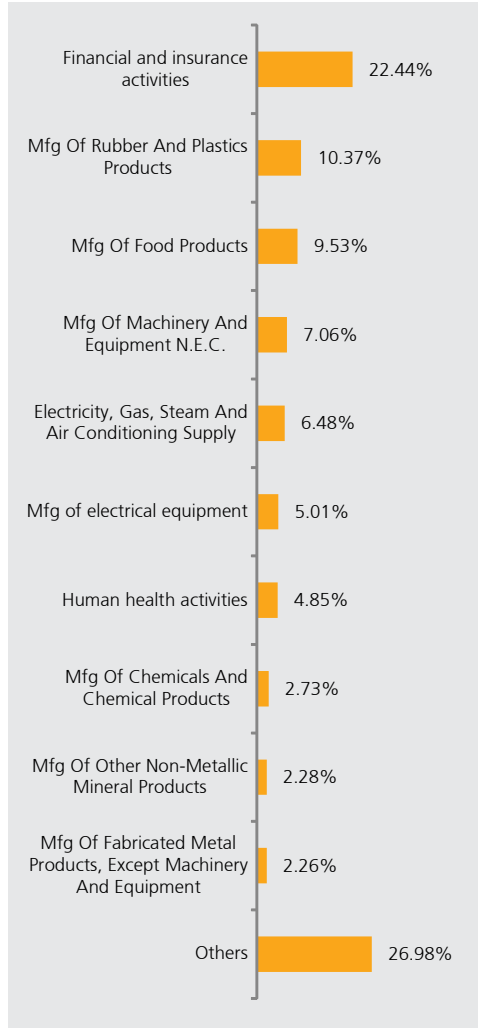 Financial and insurance
activities
22.44%
Mfg Of Rubber And Plastics
Products
10.37%
Mfg Of Food Products
9.53%
Mfg Of Machinery And
Equipment N.E.C.
7.06%
Electricity, Gas, Steam And
Air Conditioning Supply
6.48%
Mfg of electrical equipment
5.01%
Human health activities
4.85%
Mfg Of Chemicals And
Chemical Products
2.73%
Mfg Of Other Non-Metallic
Mineral Products
2.28%
Mfg Of Fabricated Metal
Products, Except Machinery
And Equipment
2.26%
Others
26.98%